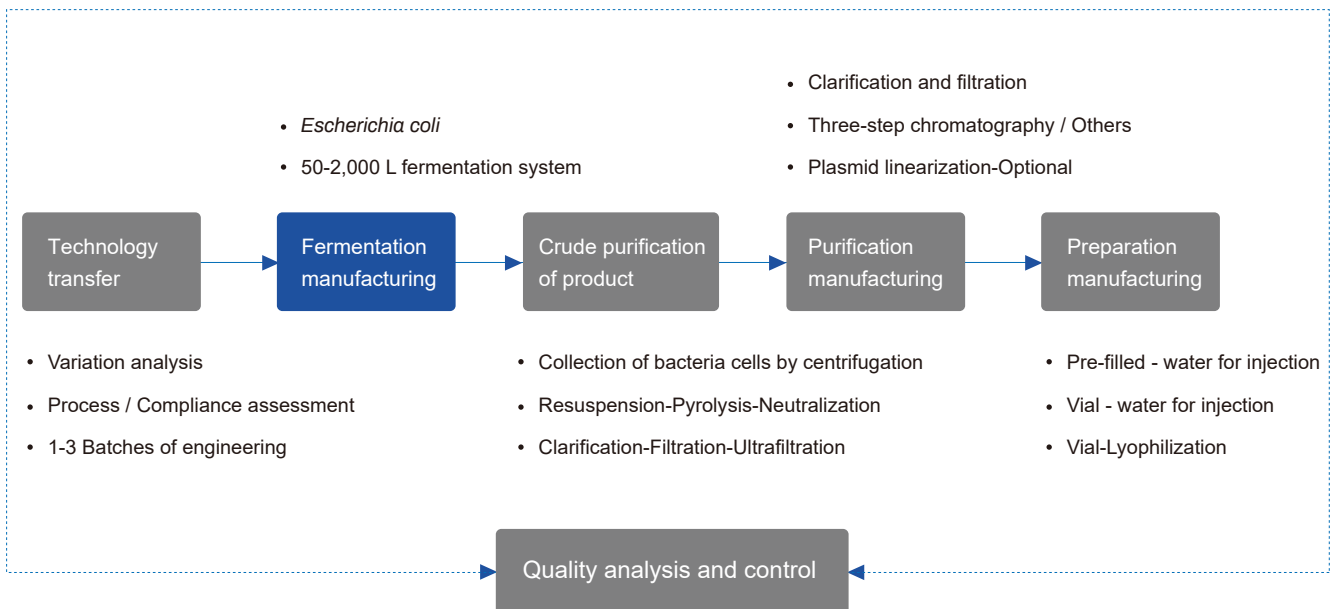 • Clarification and filtration
• Three-step chromatography / Others
• Plasmid linearization-Optional
• Escherichia coli
• 50-2,000 L fermentation system
Technology
transfer
Fermentation
manufacturing
Crude purification
of product
Purification
manufacturing
Preparation
manufacturing
• Variation analysis
• Process / Compliance assessment
• 1-3 Batches of engineering
• Collection of bacteria cells by centrifugation
• Resuspension-Pyrolysis-Neutralization
• Clarification-Filtration-Ultrafiltration
• Pre-filled - water for injection
• Vial - water for injection
• Vial-Lyophilization
Quality analysis and control